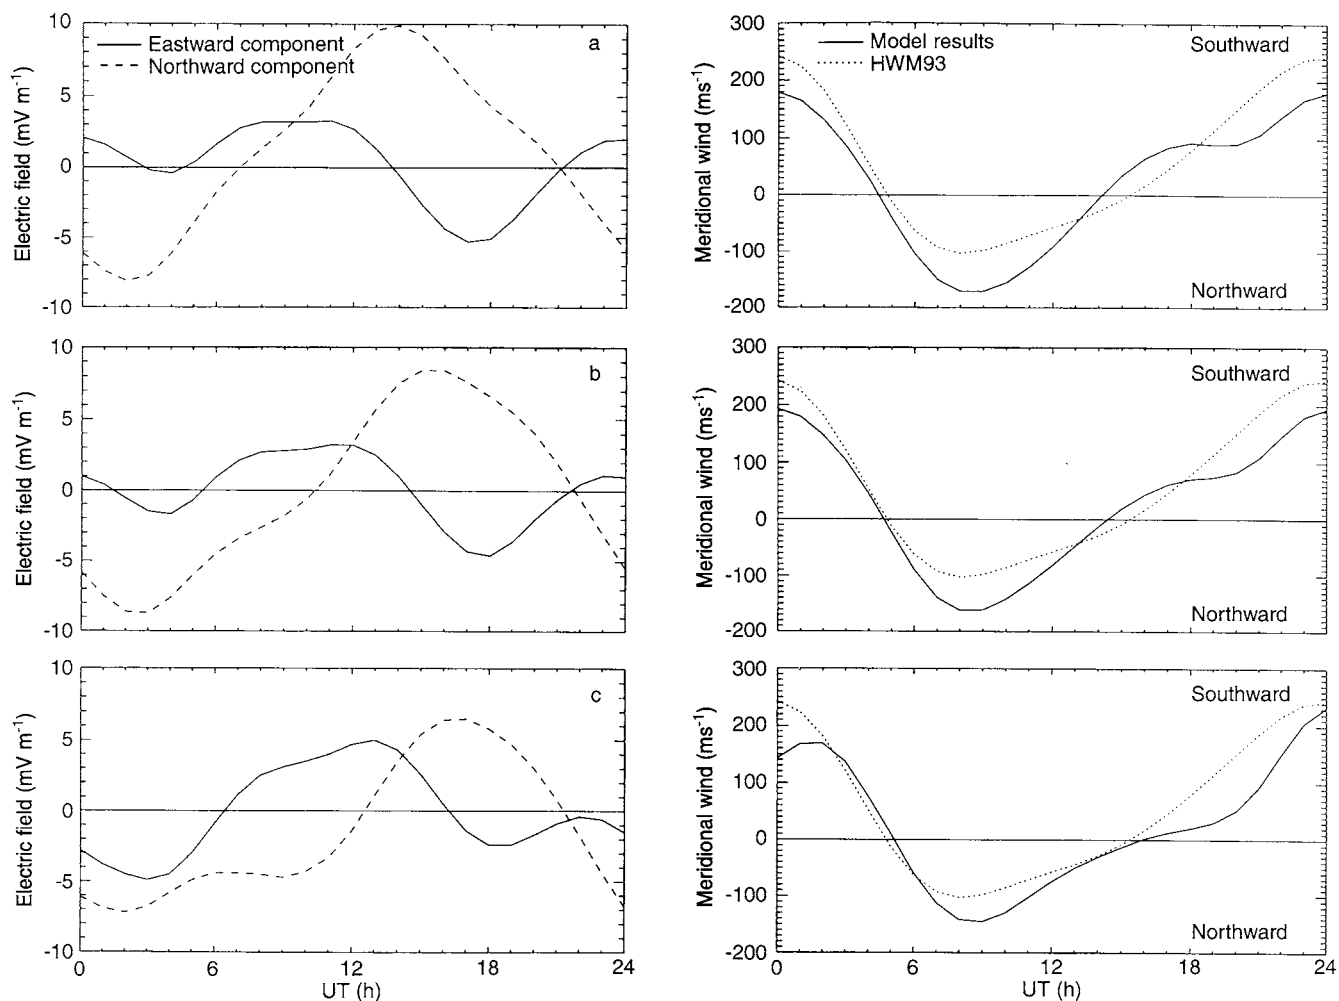 Electric field (mV m⁻¹)
10
5
0
-5
-10
Eastward component
Northward component
a
Meridional wind (ms⁻¹)
300
200
100
0
-100
-200
Model results
HWM93
Southward
Northward
Electric field (mV m⁻¹)
10
5
0
-5
-10
b
Meridional wind (ms⁻¹)
300
200
100
0
-100
-200
Southward
Northward
Electric field (mV m⁻¹)
10
5
0
-5
-10
c
0 6 12 18 24
UT (h)
Meridional wind (ms⁻¹)
300
200
100
0
-100
-200
Southward
Northward
0 6 12 18 24
UT (h)